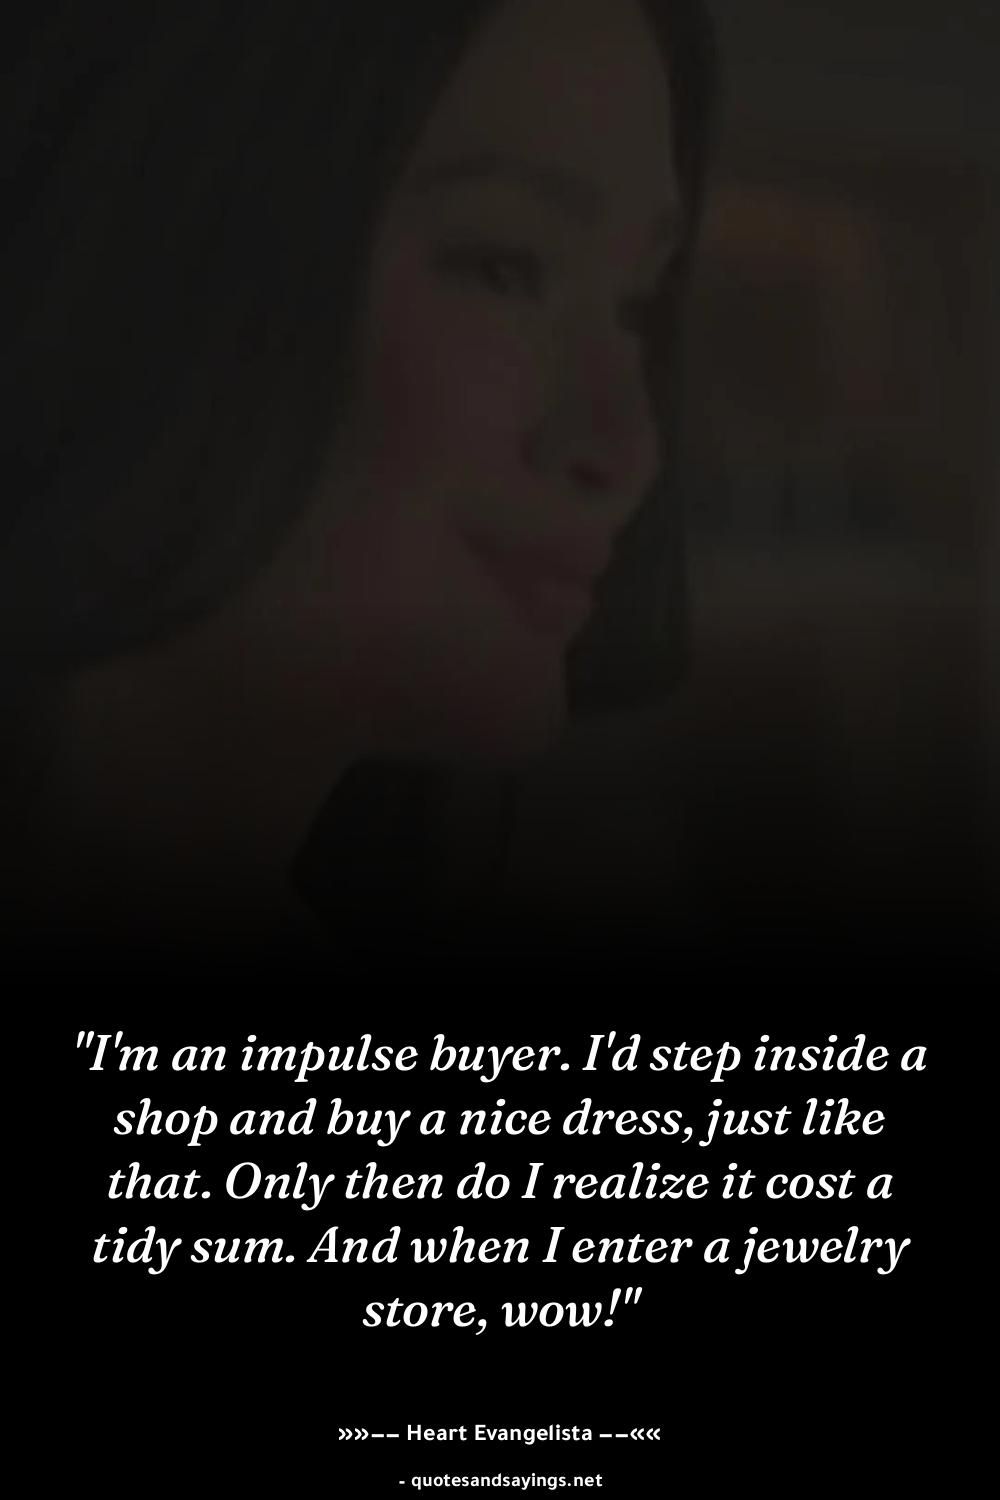 "I'm an impulse buyer. I'd step inside a
shop and buy a nice dress, just like
that. Only then do I realize it cost a
tidy sum. And when I enter a jewelry
store, wow!"
»»−− Heart Evangelista −−««
- quotesandsayings.net